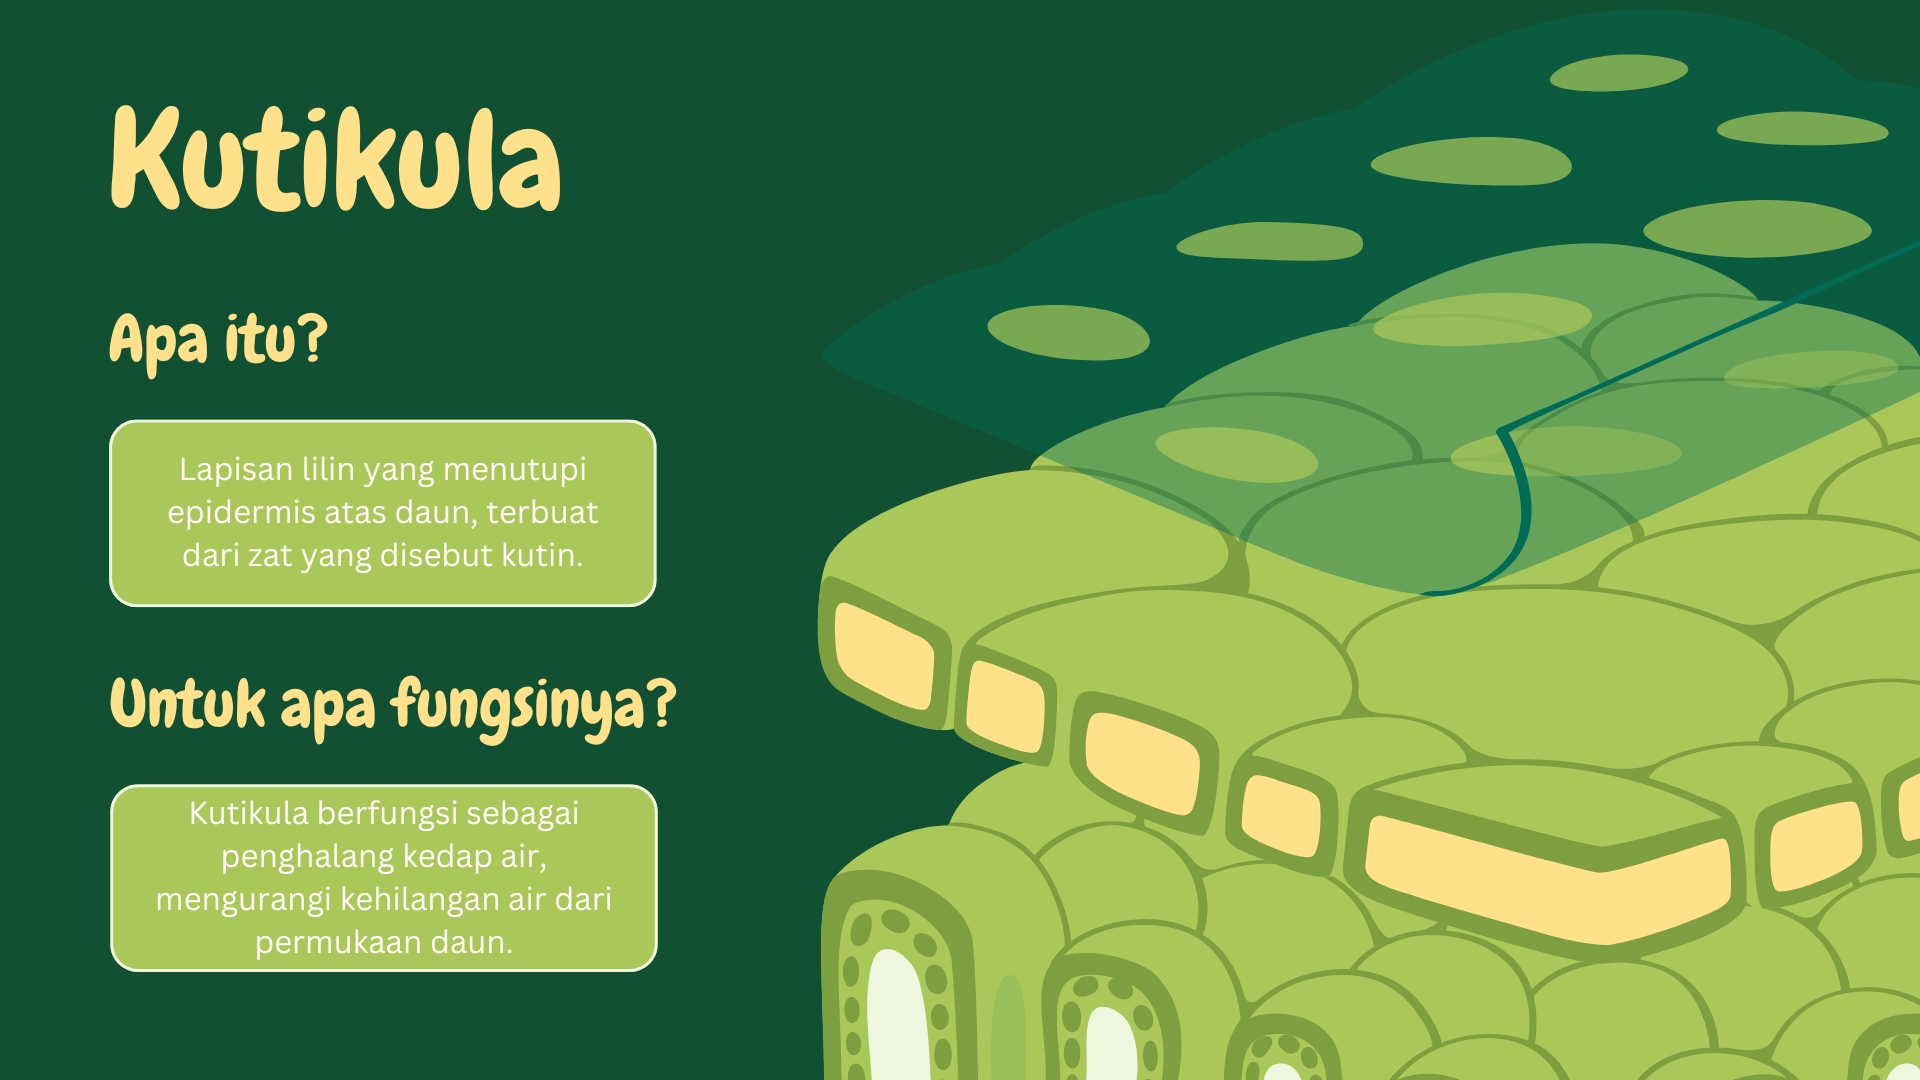 Kutikula
Apa itu?
Lapisan lilin yang menutupi
epidermis atas daun, terbuat
dari zat yang disebut kutin.
Untuk apa fungsinya?
Kutikula berfungsi sebagai
penghalang kedap air,
mengurangi kehilangan air dari
permukaan daun.